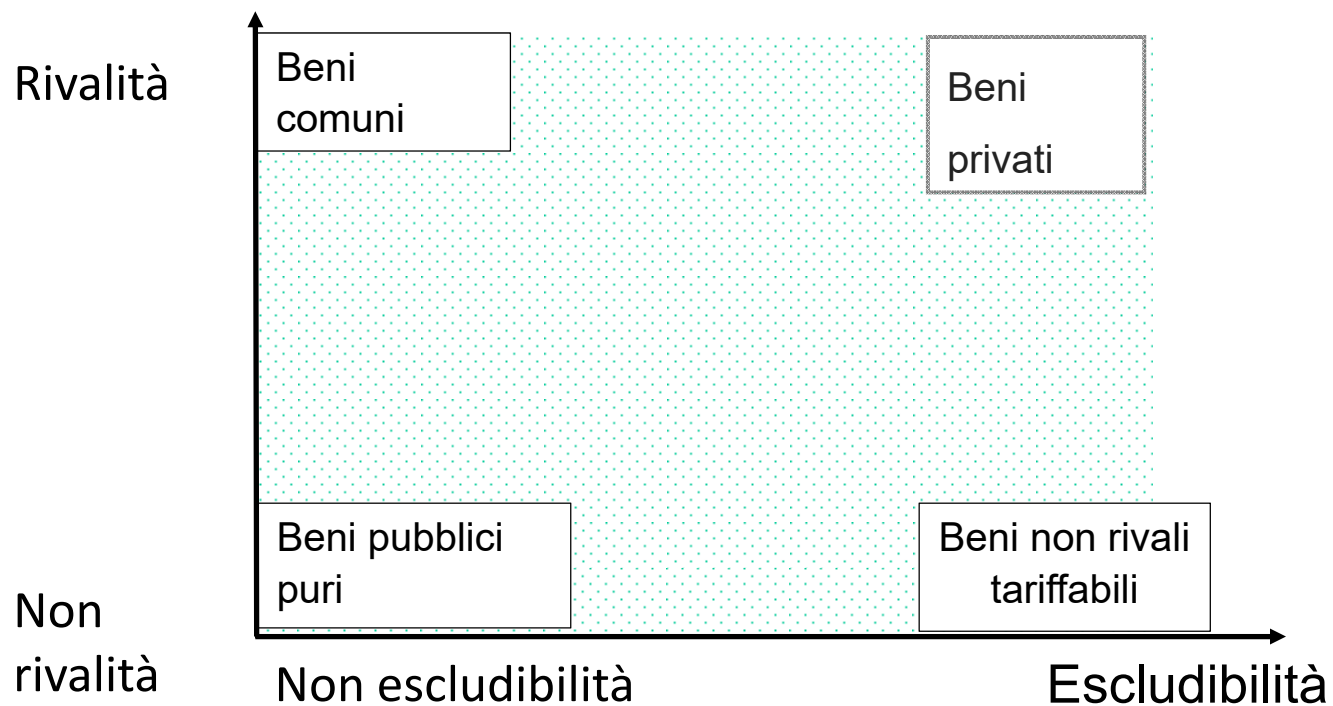 Rivalità
Beni
comuni
Beni
privati
Beni pubblici
puri
Beni non rivali
tariffabili
Non
rivalità
Non escludibilità
Escludibilità